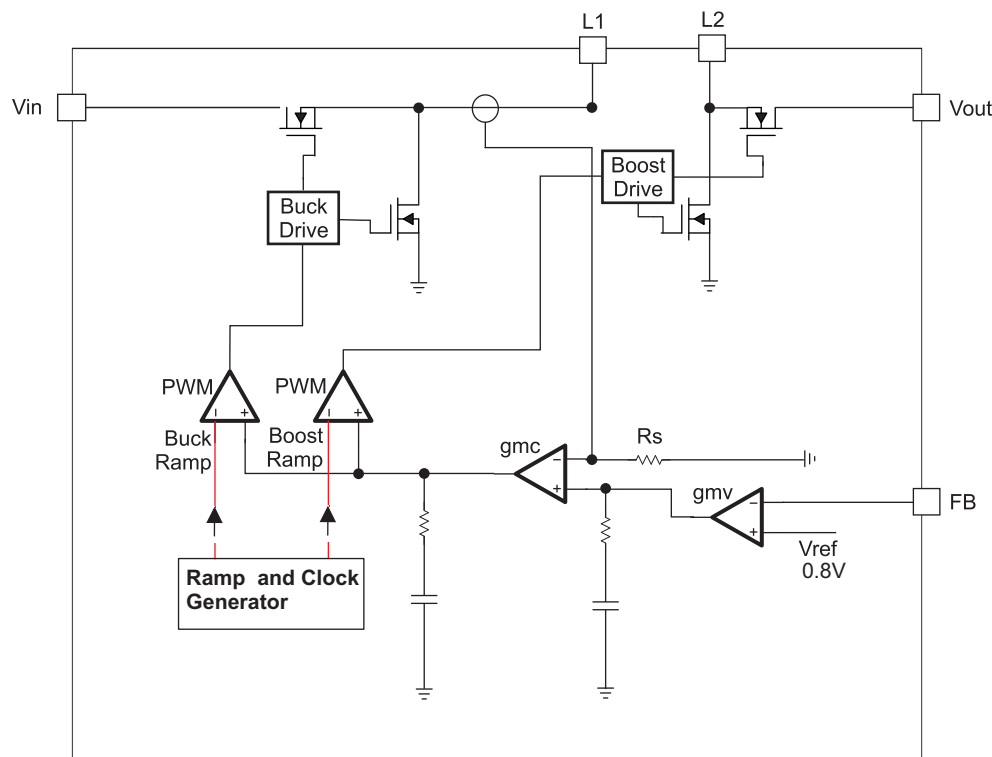 L1
L2
Vin
Vout
Boost
Drive
Buck
Drive
PWM
PWM
Buck
Ramp
Boost
Ramp
gmc
Rs
gmv
FB
Vref
0.8V
Ramp and Clock
Generator